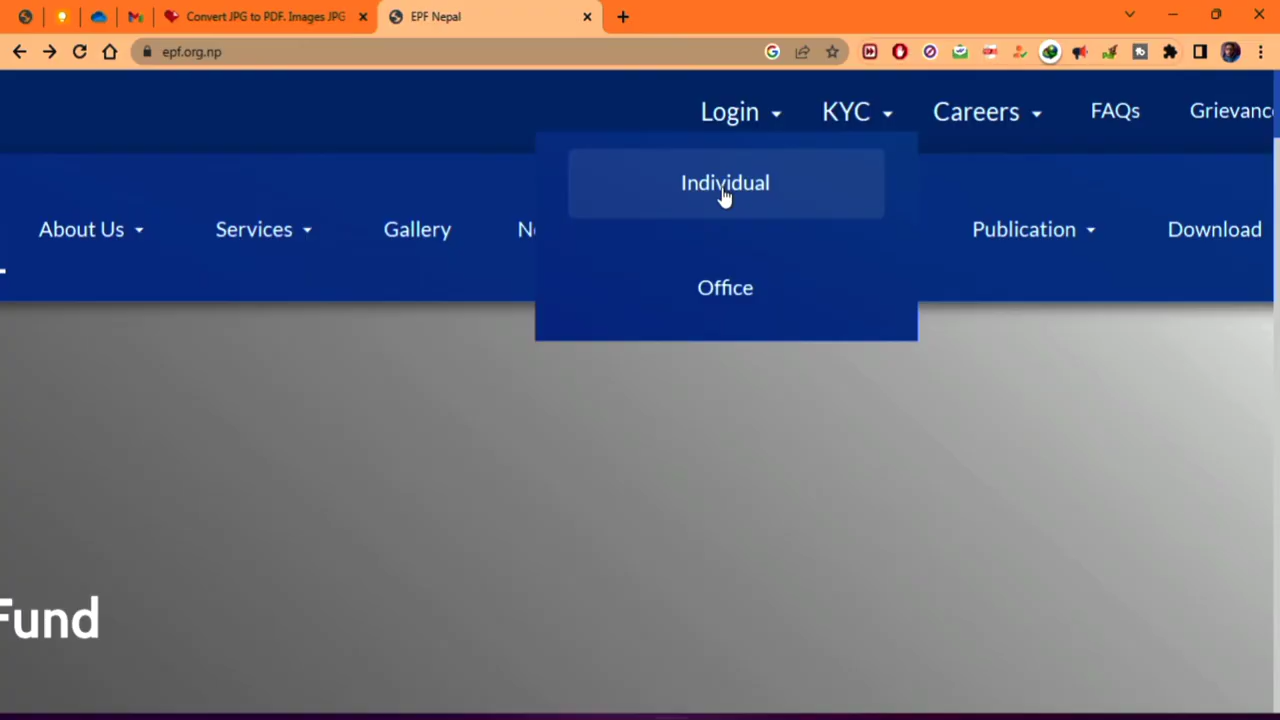 Convert JPG to PDF. Images JPG
EPF Nepal
epf.org.np
Login KYC Careers FAQs Grievanc
Individual
About Us Services Gallery Publication Download
Office
Fund